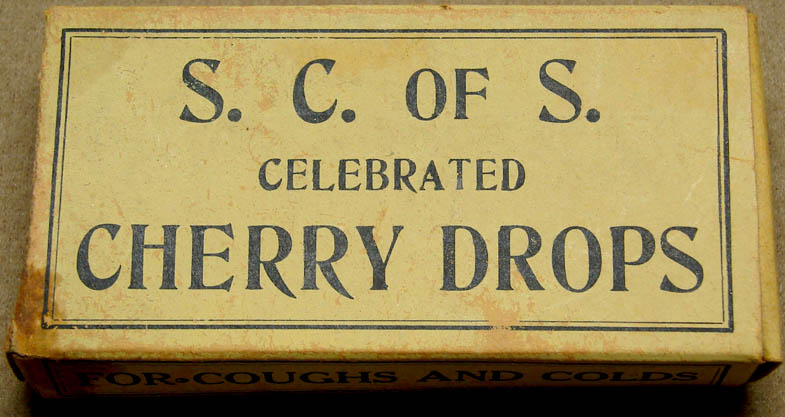 S. C. OF S.
CELEBRATED
CHERRY DROPS
FOR·COUGHS AND COLDS